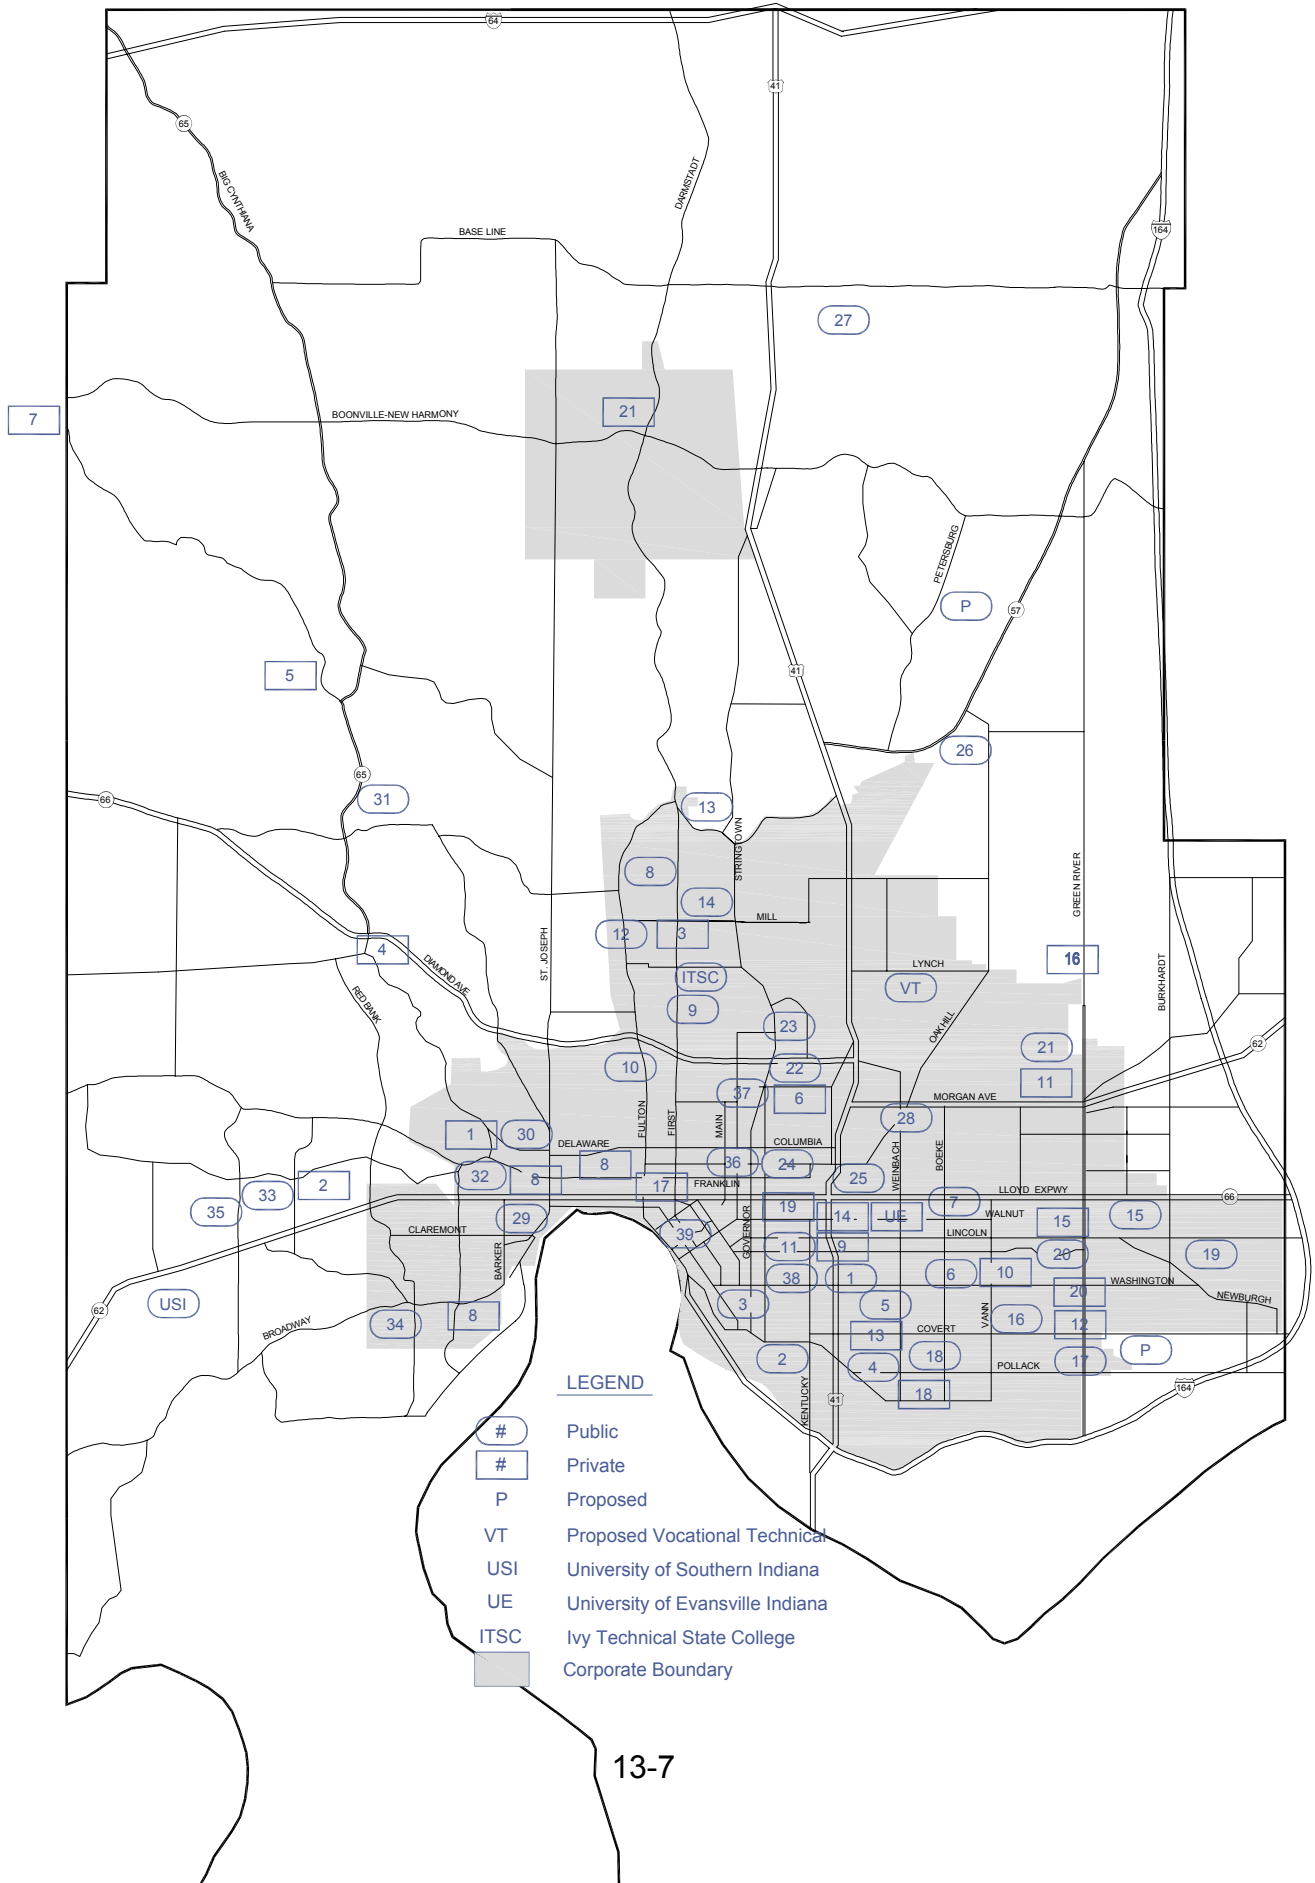 64
41
65
BIG CYNTHIANA
DARMSTADT
164
BASE LINE
27
7
BOONVILLE-NEW HARMONY
21
PETERSBURG
P
57
5
41
26
65
31
66
13
STRINGTOWN
8
GREEN RIVER
14
MILL
12
3
4
DIAMOND AVE
ST. JOSEPH
16
LYNCH
BURKHARDT
ITSC
VT
RED BANK
9
23
OAK HILL
62
21
10
22
11
37
6
MORGAN AVE
FULTON
FIRST
MAIN
28
1
30
DELAWARE
COLUMBIA
WEINBACH
BOEKE
8
36
24
32
8
25
2
17
FRANKLIN
33
LLOYD EXPWY
66
35
19
7
WALNUT
29
14
UE
15
15
CLAREMONT
39
GOVERNOR
LINCOLN
11
9
20
19
BARKER
38
1
6
10
WASHINGTON
20
NEWBURGH
USI
3
5
62
8
VANN
16
BROADWAY
34
13
COVERT
12
2
18
P
4
POLLACK
17
LEGEND
KENTUCKY
18
164
41
# Public
# Private
P Proposed
VT Proposed Vocational Technical
USI University of Southern Indiana
UE University of Evansville Indiana
ITSC Ivy Technical State College
Corporate Boundary
13-7